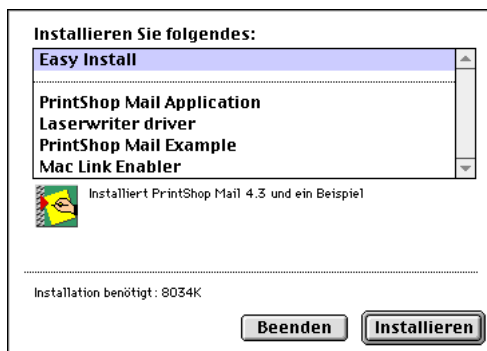 Installieren Sie folgendes:
Easy Install
PrintShop Mail Application
Laserwriter driver
PrintShop Mail Example
Mac Link Enabler
Installiert PrintShop Mail 4.3 und ein Beispiel
Installation benötigt: 8034K
Beenden
Installieren